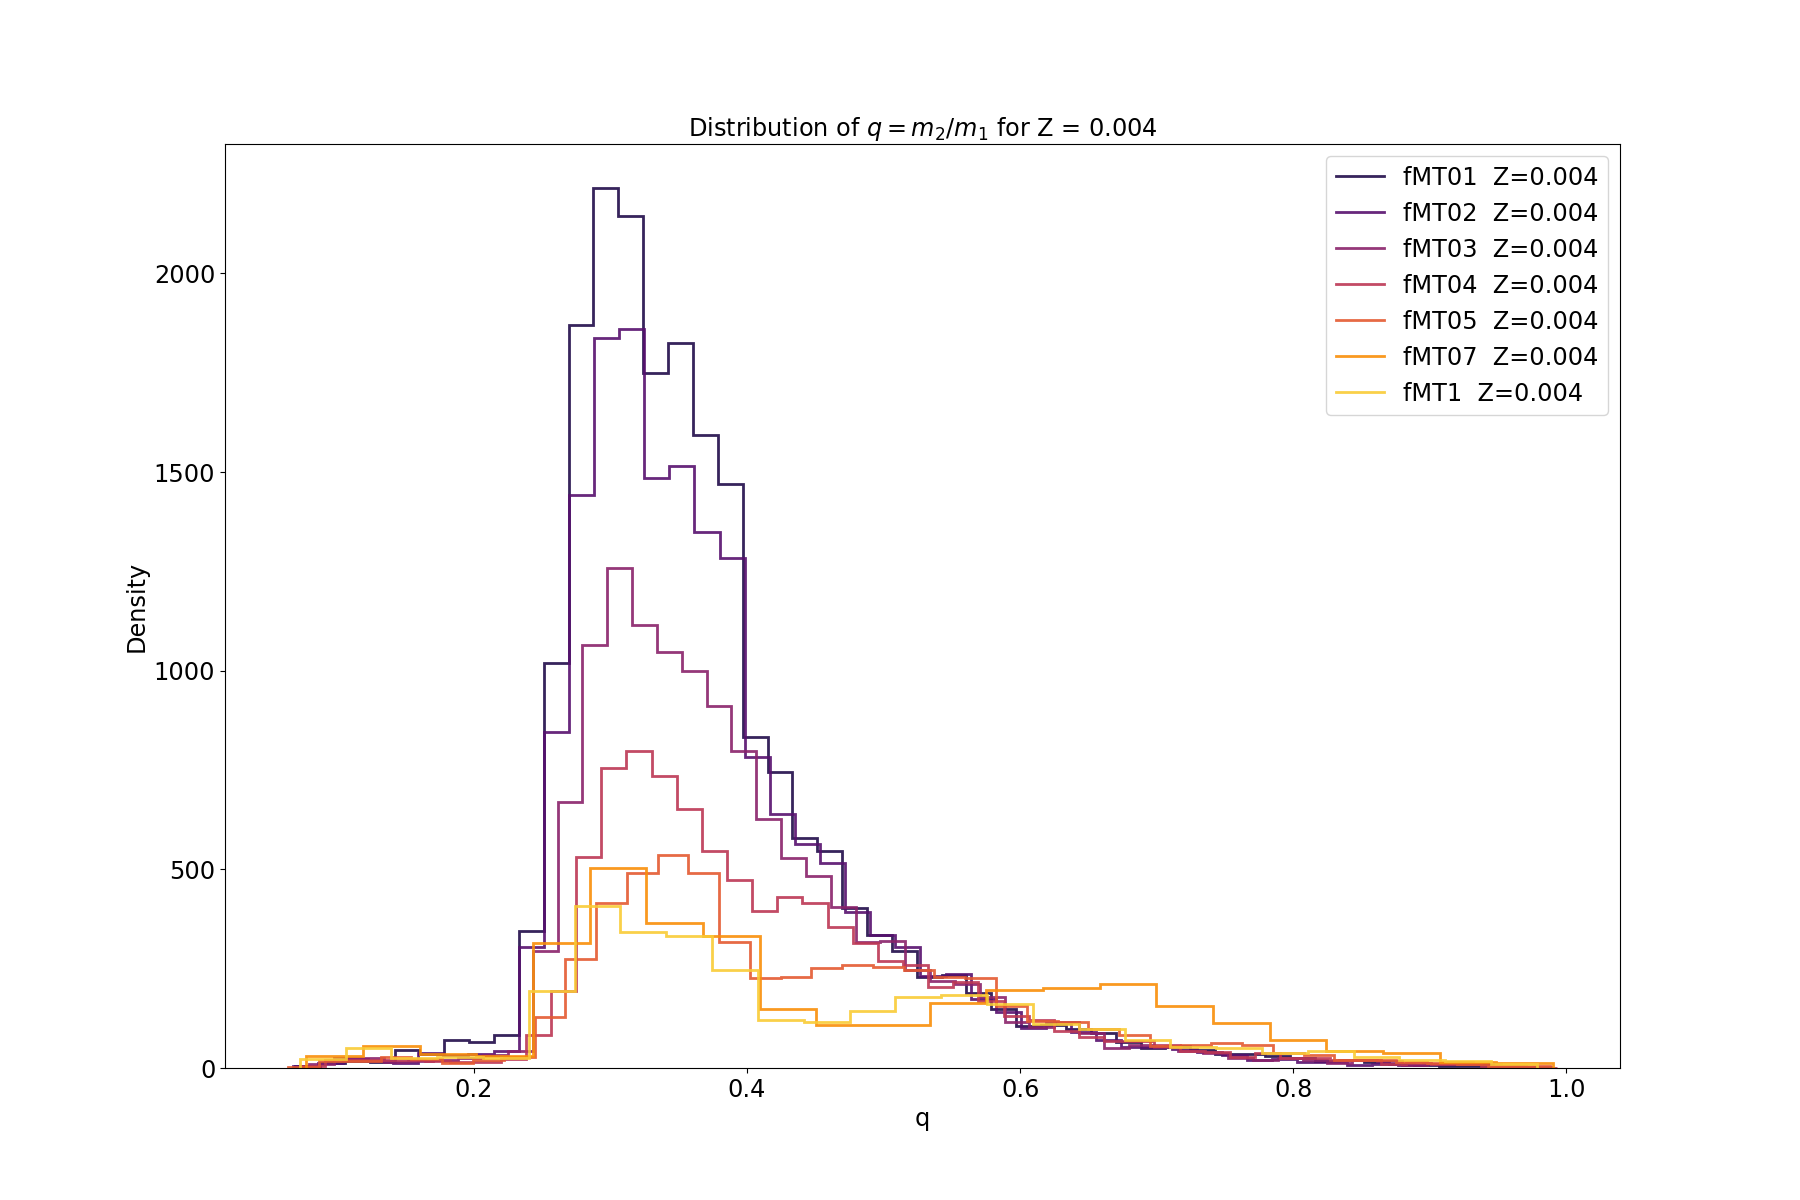 Distribution of q = m₂/m₁ for Z = 0.004
fMT01 Z=0.004
fMT02 Z=0.004
fMT03 Z=0.004
fMT04 Z=0.004
fMT05 Z=0.004
fMT07 Z=0.004
fMT1 Z=0.004
Density
2000
1500
1000
500
0
0.2 0.4 0.6 0.8 1.0
q